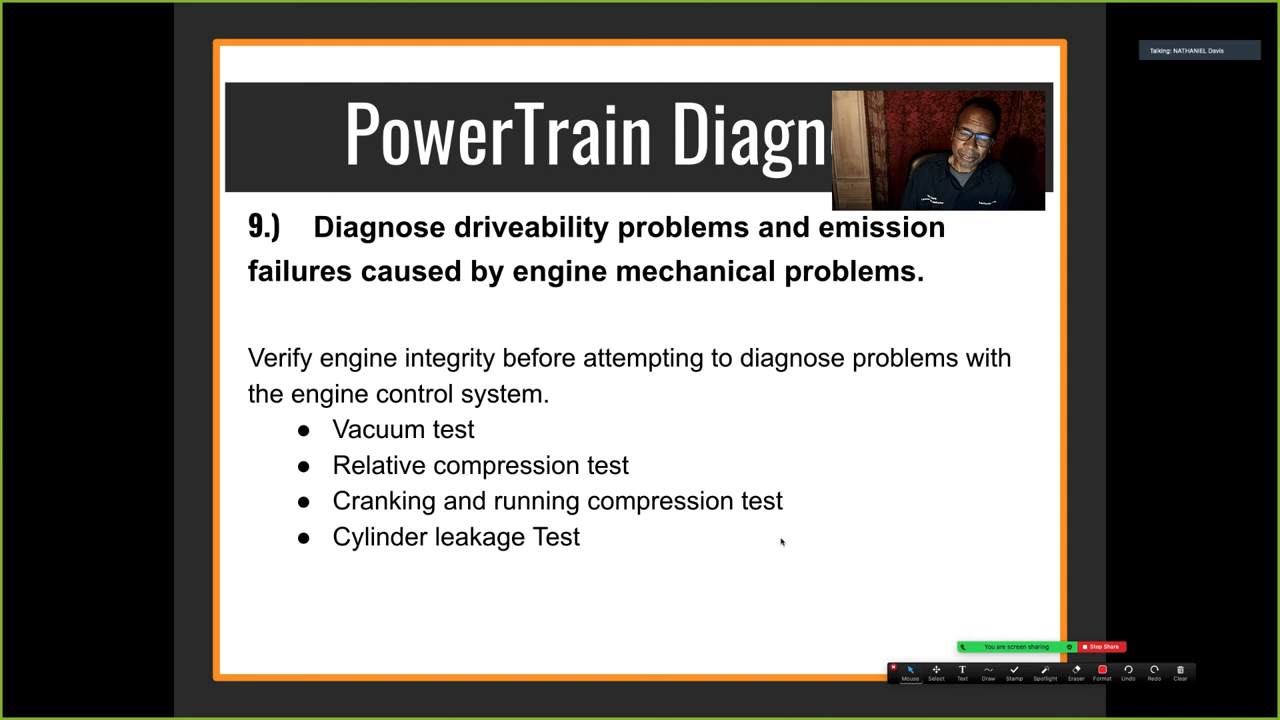 Talking: NATHANIEL Davis
PowerTrain Diagn
9.) Diagnose driveability problems and emission
failures caused by engine mechanical problems.
Verify engine integrity before attempting to diagnose problems with
the engine control system.
● Vacuum test
● Relative compression test
● Cranking and running compression test
● Cylinder leakage Test
You are screen sharing
Stop Share
Mouse Select Text Draw Stamp Spotlight Eraser Format Undo Redo Clear